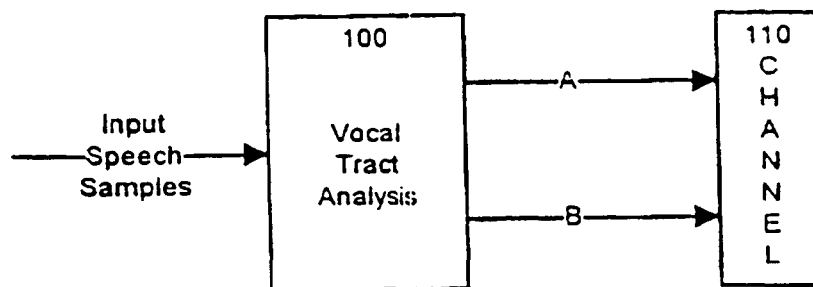 Input
Speech
Samples
100
Vocal
Tract
Analysis
A
B
110
C
H
A
N
N
E
L